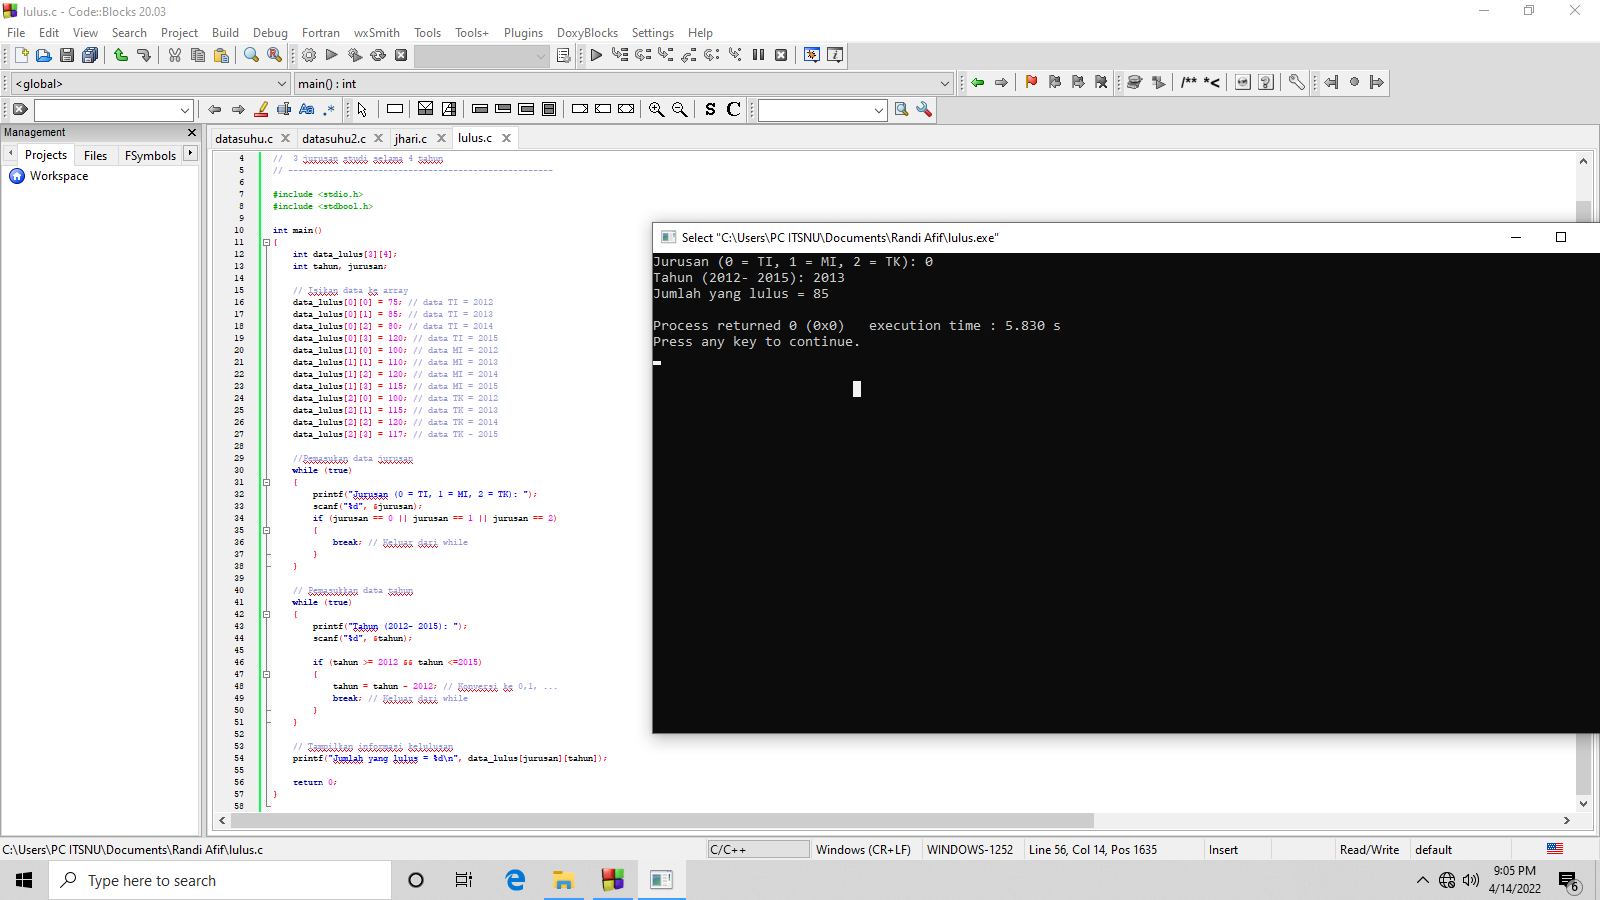 lulus.c - Code::Blocks 20.03
File Edit View Search Project Build Debug Fortran wxSmith Tools Tools+ Plugins DoxyBlocks Settings Help
<global> main() : int
/** *<
Aa .* S C
Management
Projects Files FSymbols
Workspace
datasuhu.c datasuhu2.c jhari.c lulus.c
4 // 3 jurusan studi selama 4 tahun
5 // -----------------------------------------------------
6
7 #include <stdio.h>
8 #include <stdbool.h>
9
10 int main()
11 {
12 int data_lulus[3][4];
13 int tahun, jurusan;
14
15 // Isikan data ke array
16 data_lulus[0][0] = 75; // data TI = 2012
17 data_lulus[0][1] = 85; // data TI = 2013
18 data_lulus[0][2] = 80; // data TI = 2014
19 data_lulus[0][3] = 120; // data TI = 2015
20 data_lulus[1][0] = 100; // data MI = 2012
21 data_lulus[1][1] = 110; // data MI = 2013
22 data_lulus[1][2] = 120; // data MI = 2014
23 data_lulus[1][3] = 115; // data MI = 2015
24 data_lulus[2][0] = 100; // data TK = 2012
25 data_lulus[2][1] = 115; // data TK = 2013
26 data_lulus[2][2] = 120; // data TK = 2014
27 data_lulus[2][3] = 117; // data TK - 2015
28
29 //Pemasukan data jurusan
30 while (true)
31 {
32 printf("Jurusan (0 = TI, 1 = MI, 2 = TK): ");
33 scanf("%d", &jurusan);
34 if (jurusan == 0 || jurusan == 1 || jurusan == 2)
35 {
36 break; // Keluar dari while
37 }
38 }
39
40 // Pemasukkan data tahun
41 while (true)
42 {
43 printf("Tahun (2012- 2015): ");
44 scanf("%d", &tahun);
45
46 if (tahun >= 2012 && tahun <=2015)
47 {
48 tahun = tahun - 2012; // Konversi ke 0,1, ...
49 break; // Keluar dari while
50 }
51 }
52
53 // Tampilkan informasi kelulusan
54 printf("Jumlah yang lulus = %d\n", data_lulus[jurusan][tahun]);
55
56 return 0;
57 }
58
Select "C:\Users\PC ITSNU\Documents\Randi Afif\lulus.exe"
Jurusan (0 = TI, 1 = MI, 2 = TK): 0
Tahun (2012- 2015): 2013
Jumlah yang lulus = 85
Process returned 0 (0x0)   execution time : 5.830 s
Press any key to continue.
C:\Users\PC ITSNU\Documents\Randi Afif\lulus.c C/C++ Windows (CR+LF) WINDOWS-1252 Line 56, Col 14, Pos 1635 Insert Read/Write default
Type here to search
9:05 PM
4/14/2022
6